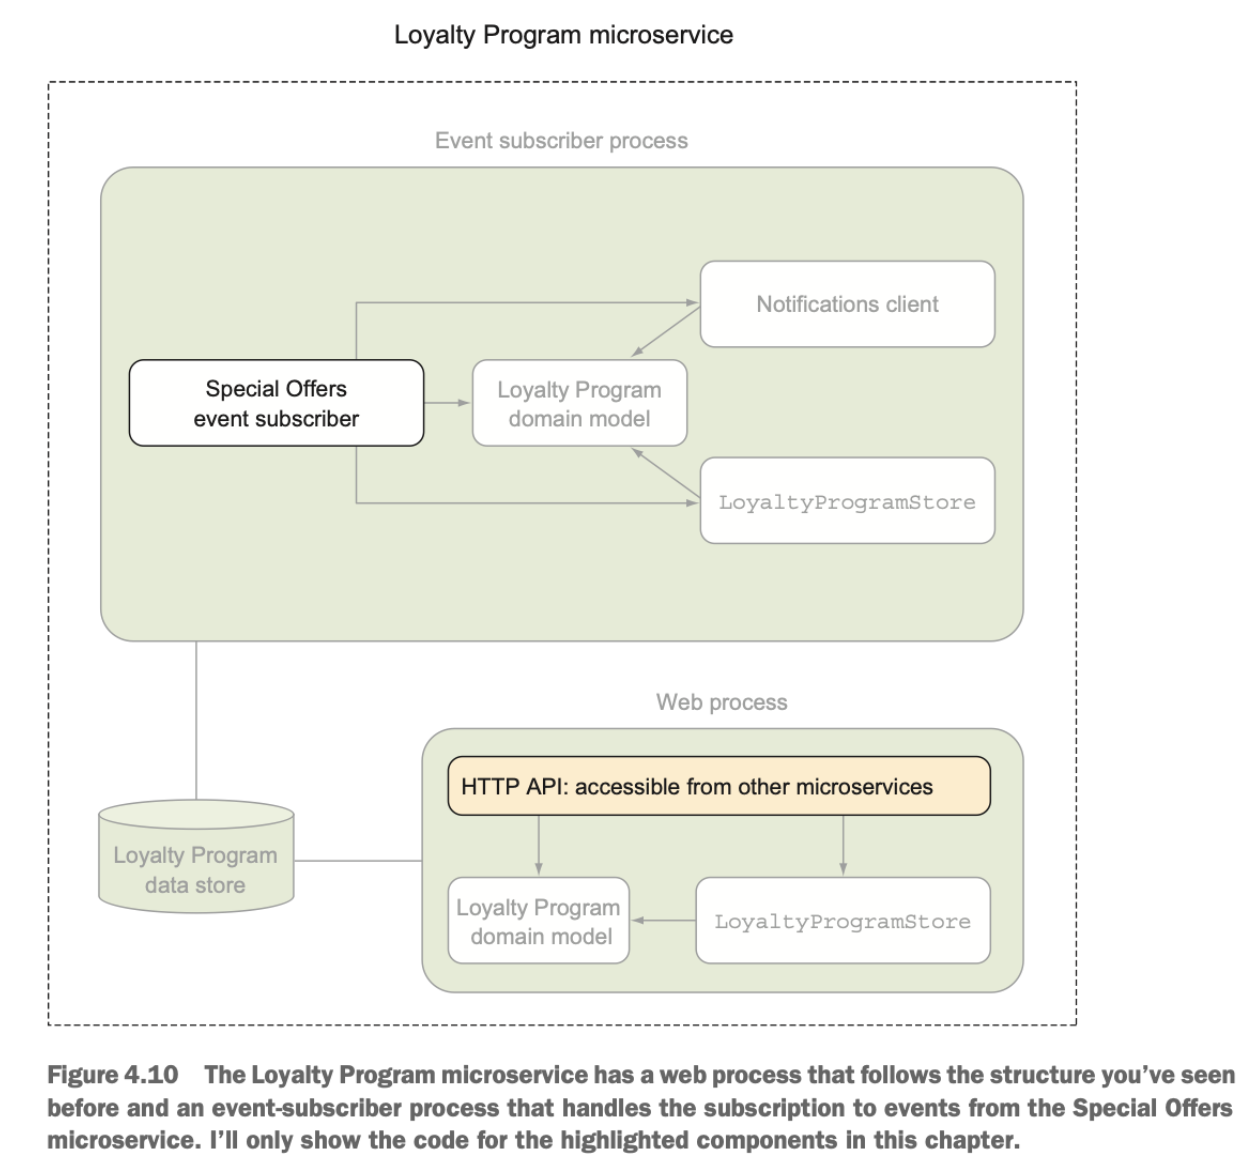 Loyalty Program microservice
Event subscriber process
Notifications client
Special Offers
event subscriber
Loyalty Program
domain model
LoyaltyProgramStore
Web process
HTTP API: accessible from other microservices
Loyalty Program
data store
Loyalty Program
domain model
LoyaltyProgramStore
Figure 4.10 The Loyalty Program microservice has a web process that follows the structure you’ve seen
before and an event-subscriber process that handles the subscription to events from the Special Offers
microservice. I’ll only show the code for the highlighted components in this chapter.